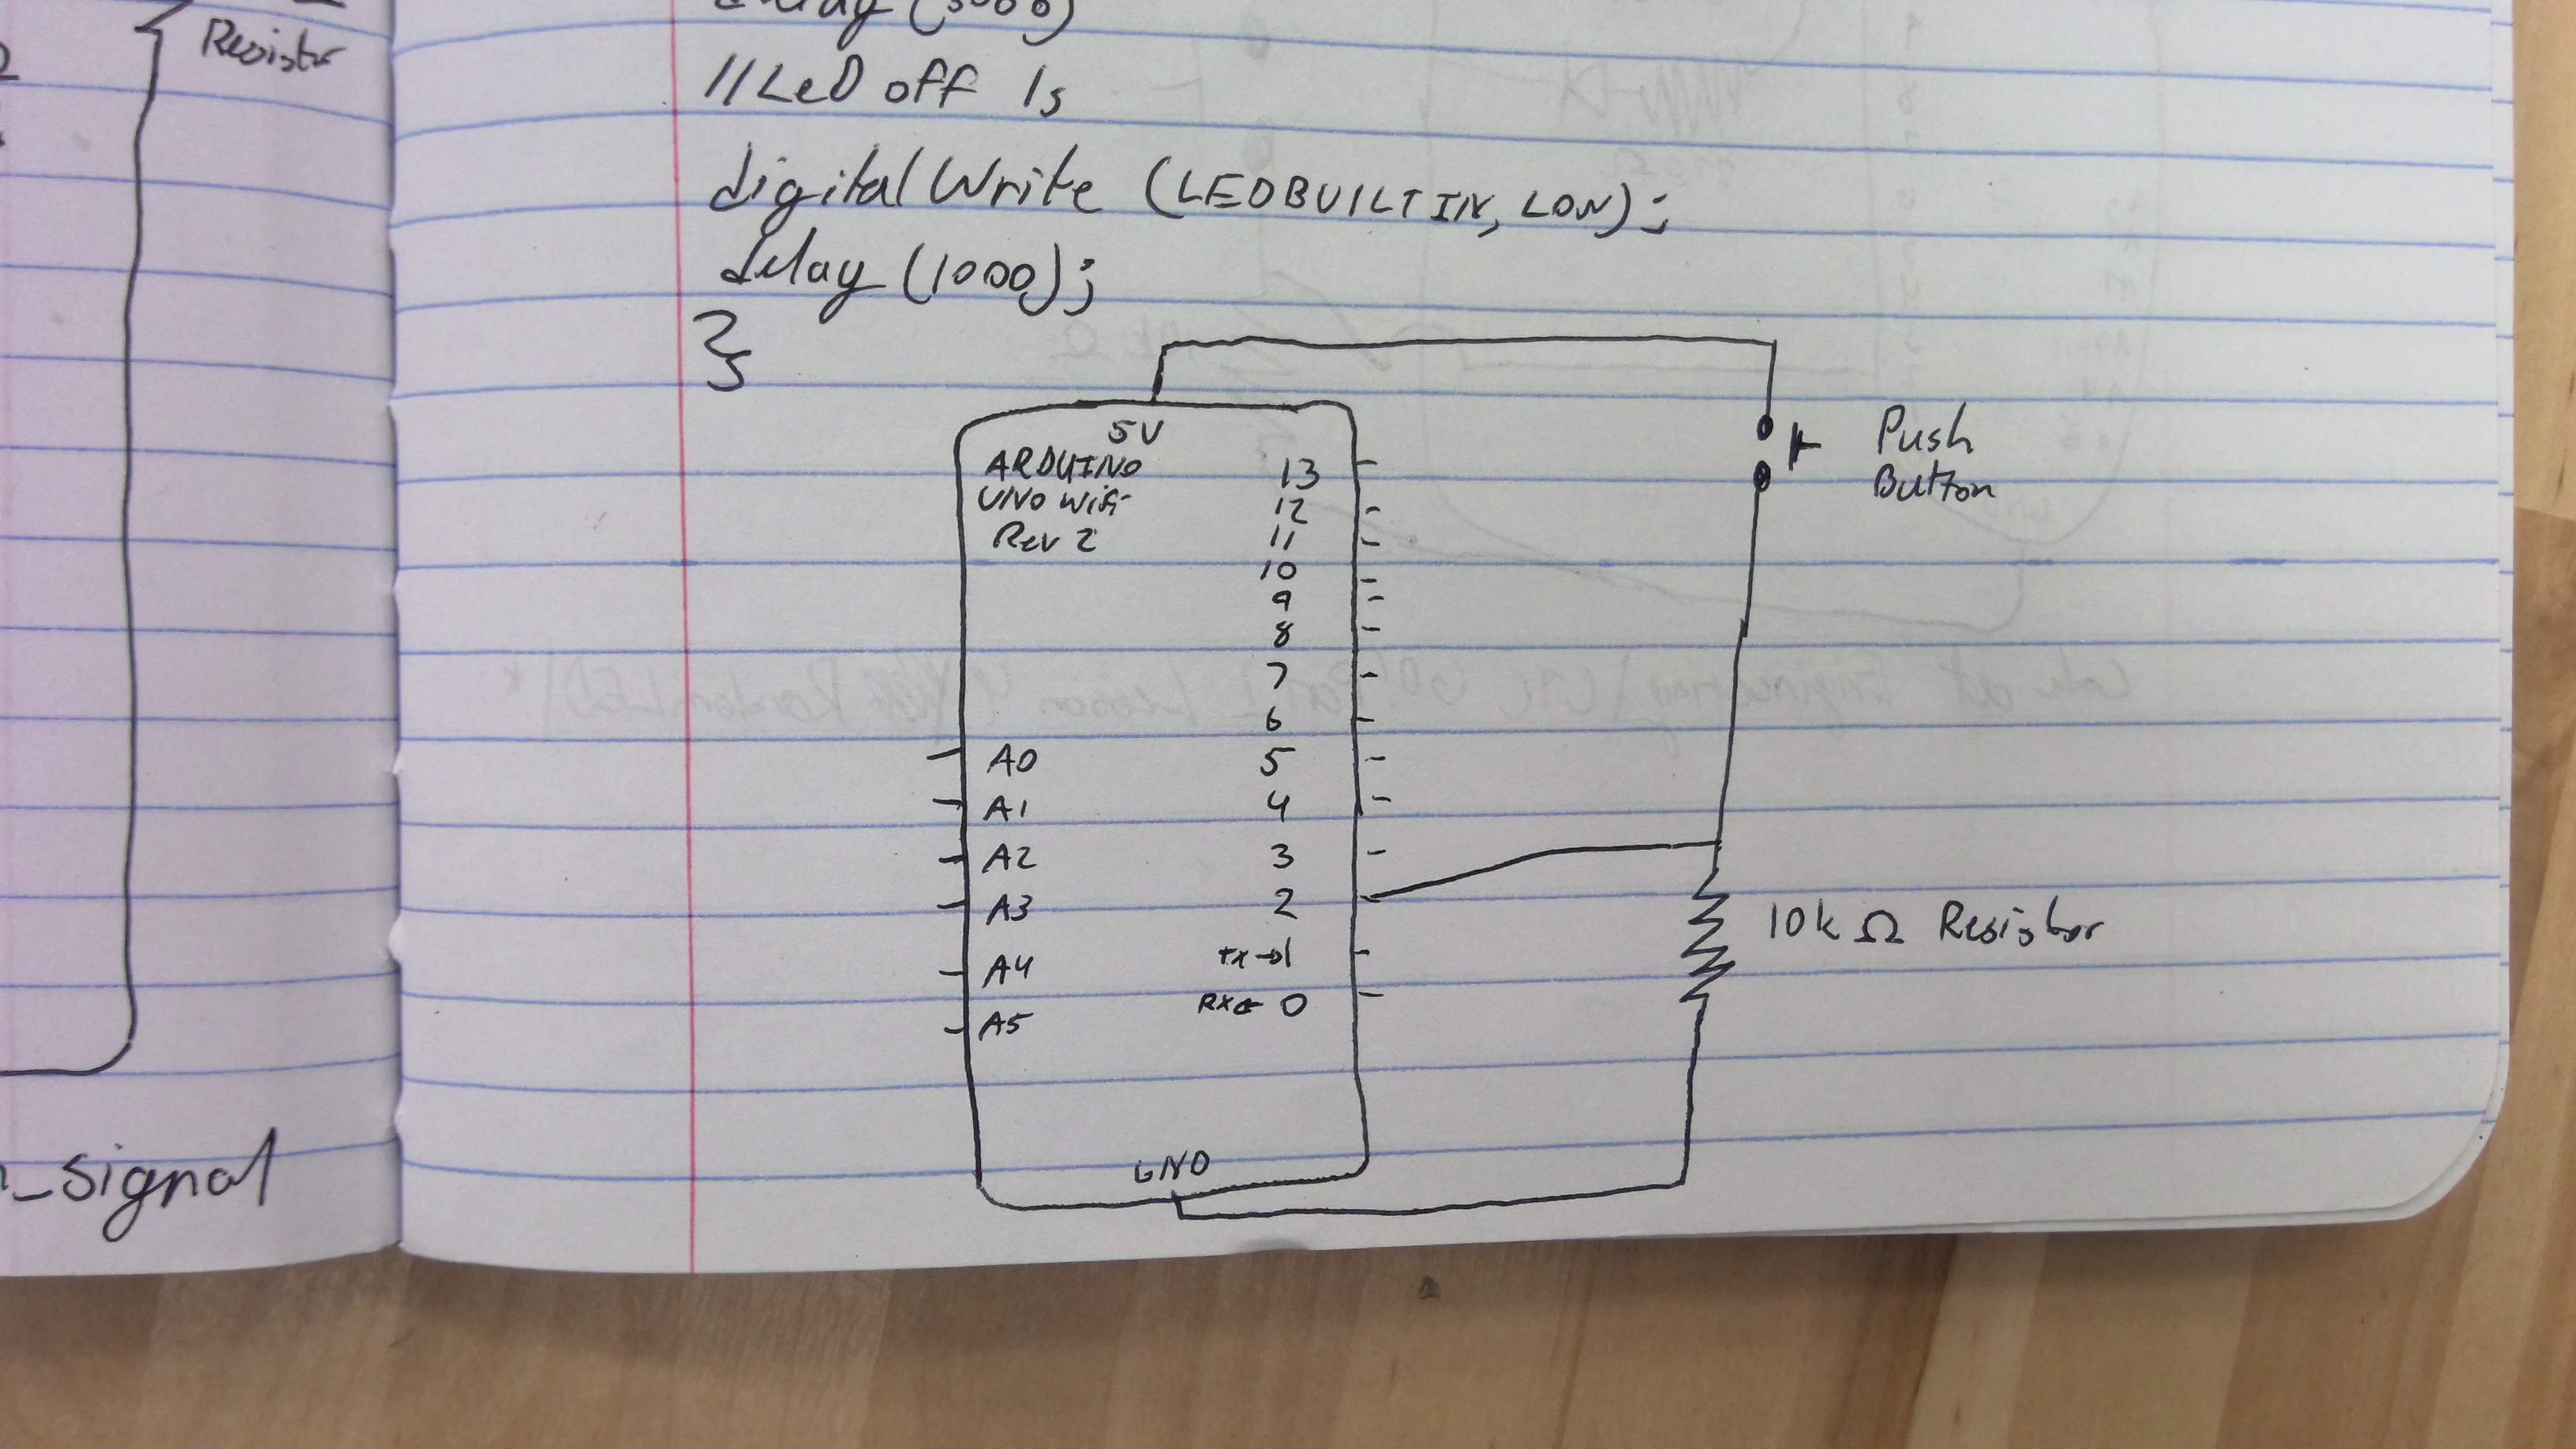 Resistor
_signal
delay (3000)
//LeD off 1s
digitalWrite (LEDBUILTIN, LOW);
delay (1000);
}
5V
ARDUINO
UNO Wifi
Rev 2
13
12
11
10
9
8
7
6
5
4
3
2
TX→1
RX← 0
A0
A1
A2
A3
A4
A5
GND
Push
Button
10k Ω Resistor